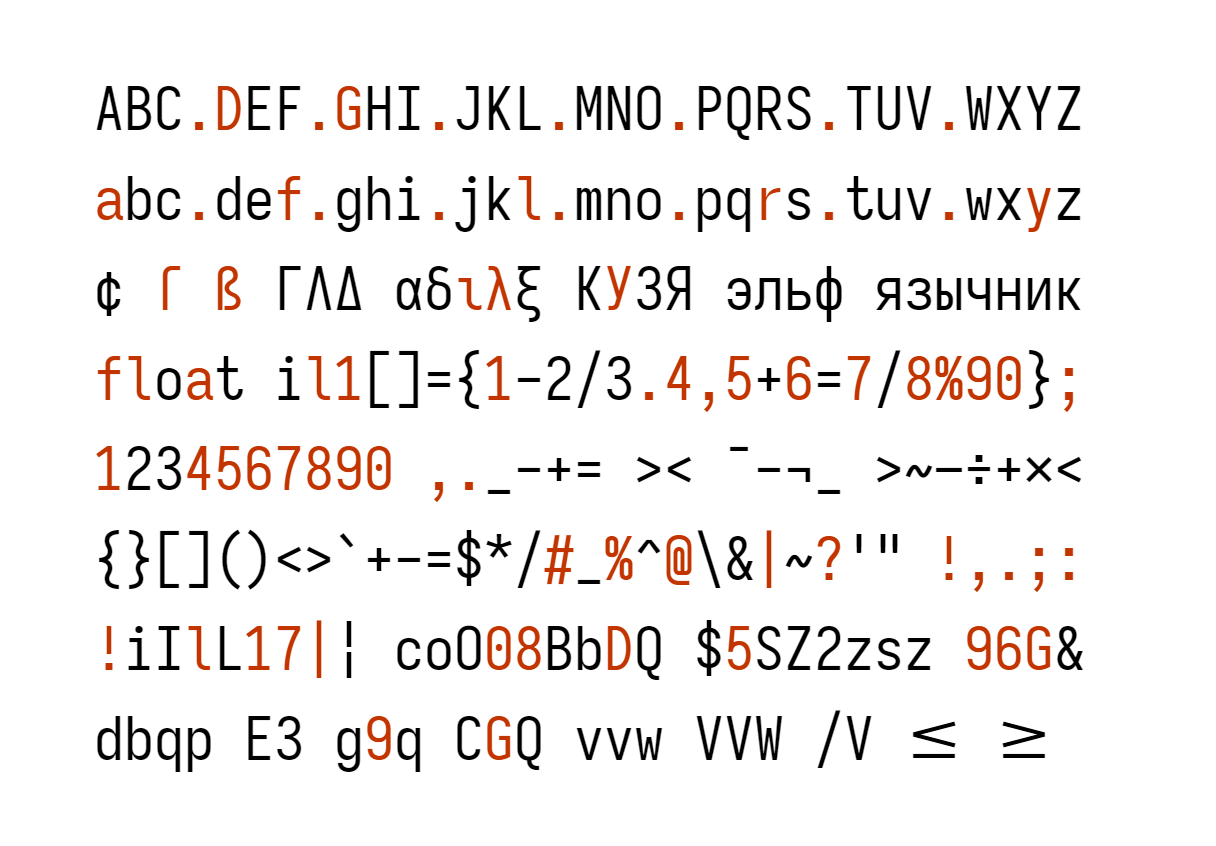 ABC.DEF.GHI.JKL.MNO.PQRS.TUV.WXYZ
abc.def.ghi.jkl.mno.pqrs.tuv.wxyz
¢ ſ ß ΓΛΔ αδιλξ КУЗЯ эльф язычник
float il1[]={1-2/3.4,5+6=7/8%90};
1234567890 ,._-+= >< ¯-¬_ >~–÷+×<
{}[]()<>`+-=$*/#_%^@\&|~?'" !,.;:
!iIlL17|¦ coO08BbDQ $5SZ2zsz 96G&
dbqp E3 g9q CGQ vvw VVW /V ≤ ≥